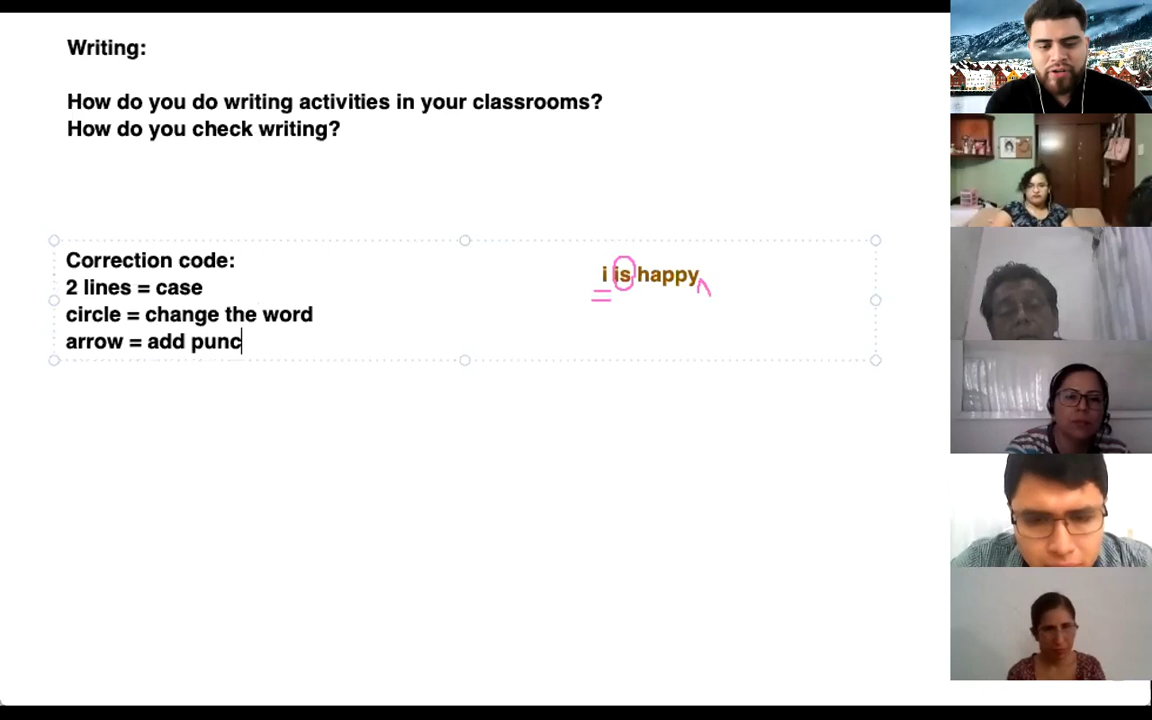 Writing:
How do you do writing activities in your classrooms?
How do you check writing?
Correction code:
2 lines = case
circle = change the word
arrow = add punc
i is happy